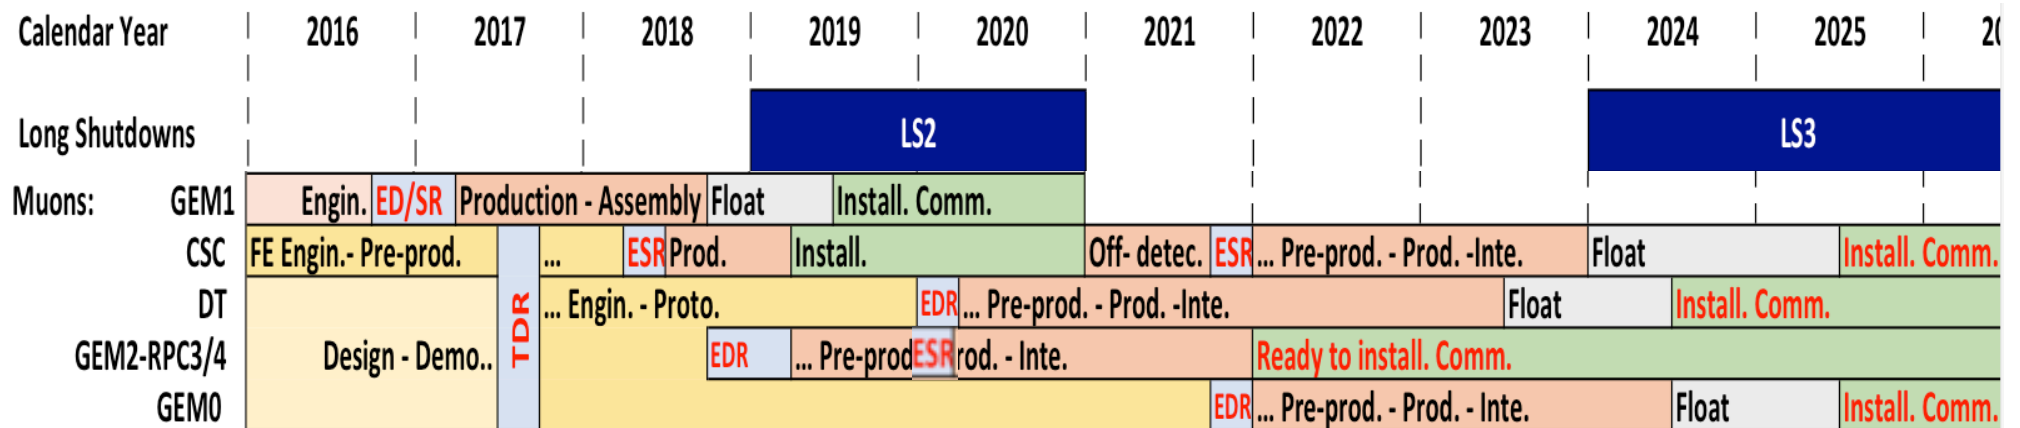 Calendar Year 2016 2017 2018 2019 2020 2021 2022 2023 2024 2025 20
Long Shutdowns LS2 LS3
Muons: GEM1 Engin. ED/SR Production - Assembly Float Install. Comm.
CSC FE Engin.- Pre-prod. ... ESR Prod. Install. Off- detec. ESR ... Pre-prod. - Prod. -Inte. Float Install. Comm.
DT TDR ... Engin. - Proto. EDR ... Pre-prod. - Prod. -Inte. Float Install. Comm.
GEM2-RPC3/4 Design - Demo.. EDR ... Pre-prod ESR rod. - Inte. Ready to install. Comm.
GEM0 EDR ... Pre-prod. - Prod. - Inte. Float Install. Comm.